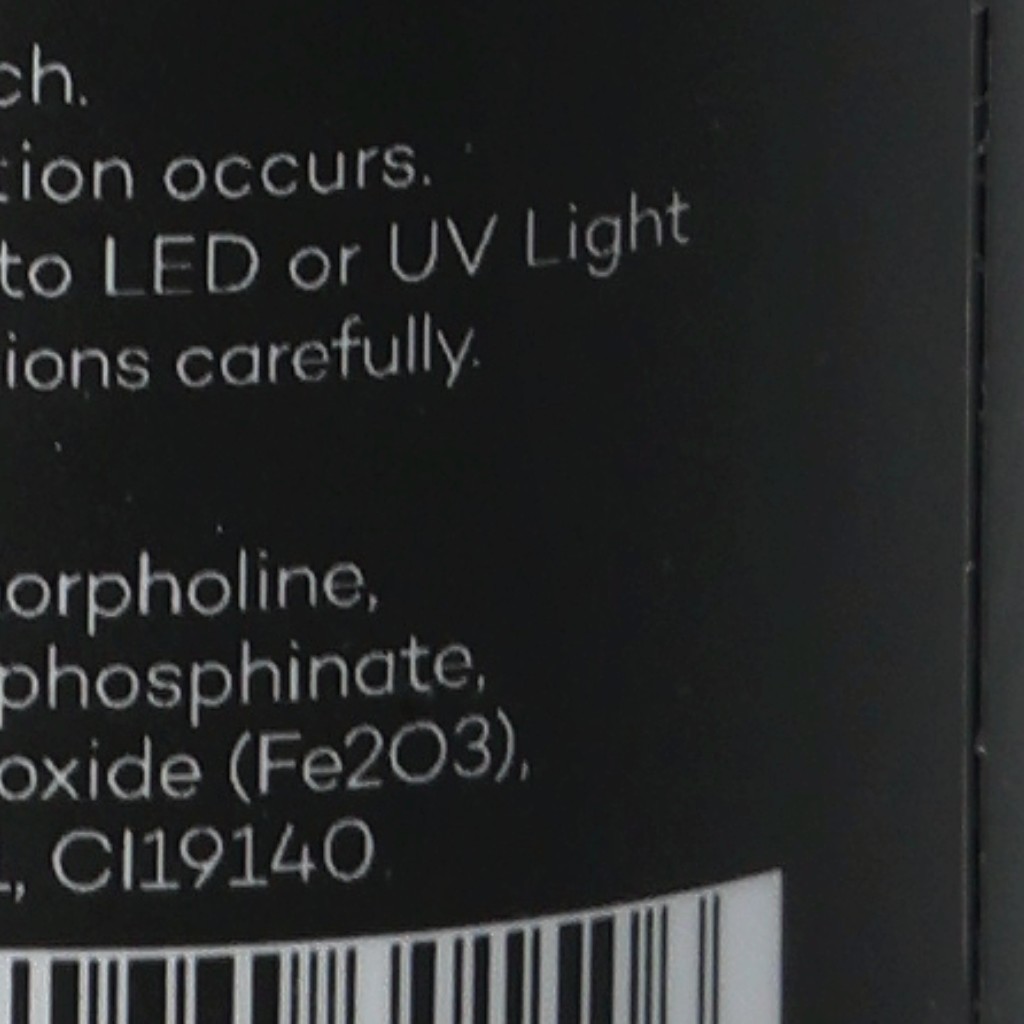 ch.
tion occurs.
to LED or UV Light
ions carefully.
orpholine,
phosphinate,
oxide (Fe2O3),
, CI19140